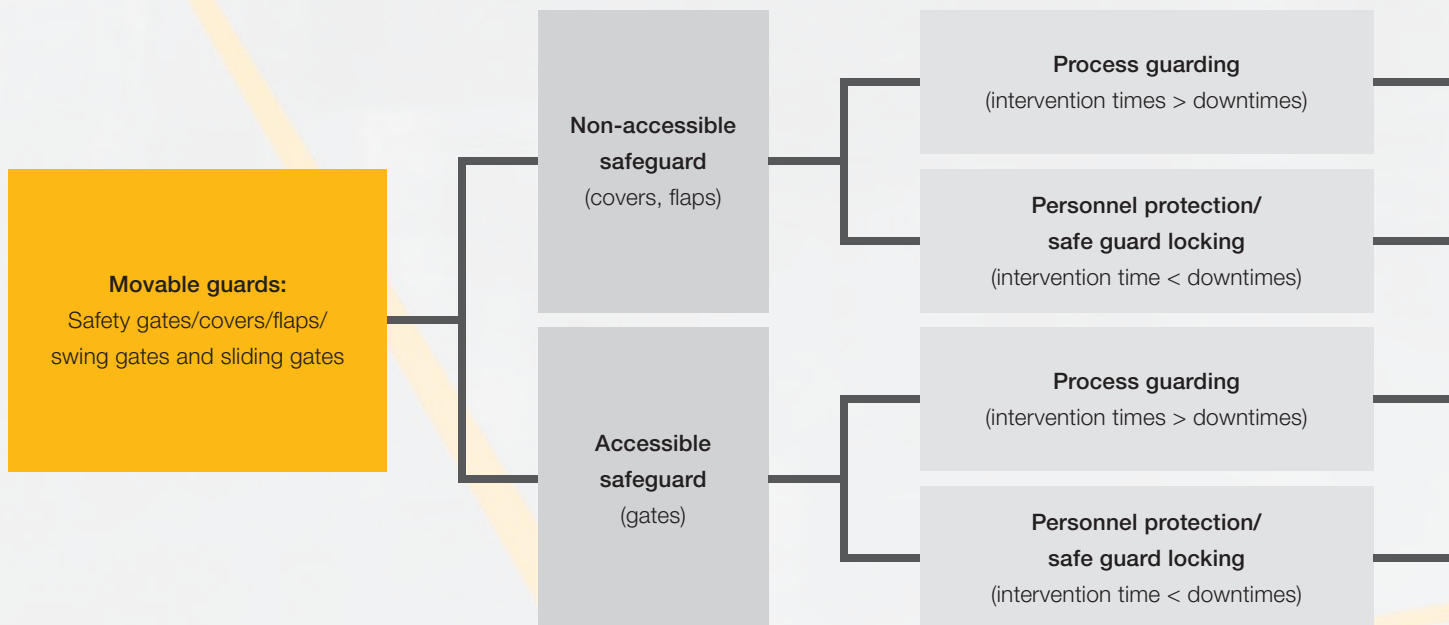 Movable guards:
Safety gates/covers/flaps/
swing gates and sliding gates
Non-accessible
safeguard
(covers, flaps)
Accessible
safeguard
(gates)
Process guarding
(intervention times > downtimes)
Personnel protection/
safe guard locking
(intervention time < downtimes)
Process guarding
(intervention times > downtimes)
Personnel protection/
safe guard locking
(intervention time < downtimes)